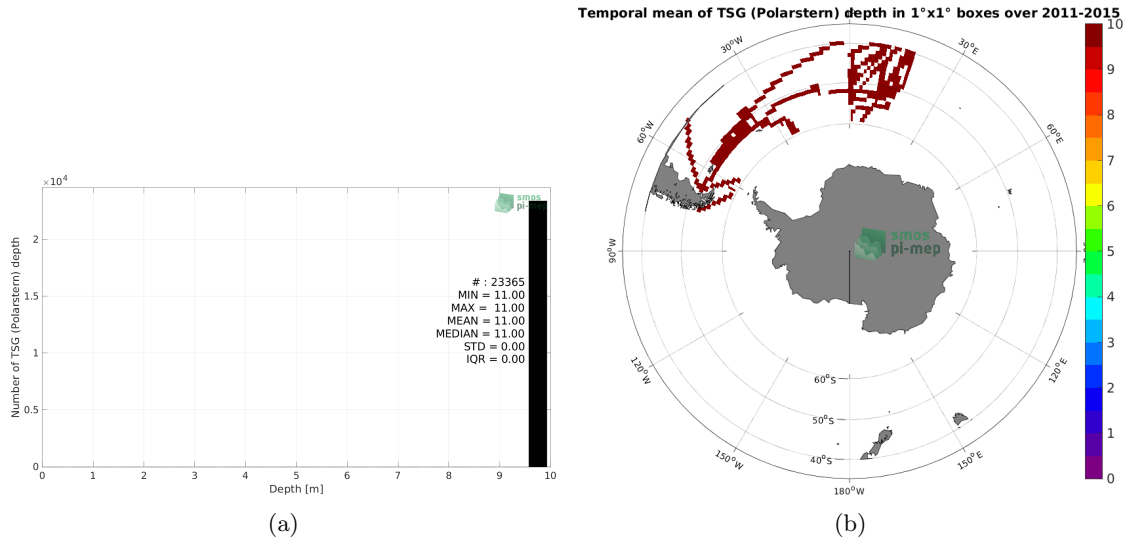 Temporal mean of TSG (Polarstern) depth in 1°x1° boxes over 2011-2015
×10⁴
Number of TSG (Polarstern) depth
2
1.5
1
0.5
0
smos
pi-mep
# : 23365
MIN = 11.00
MAX = 11.00
MEAN = 11.00
MEDIAN = 11.00
STD = 0.00
IQR = 0.00
0 1 2 3 4 5 6 7 8 9 10
Depth [m]
(a)
30°W
30°E
60°W
60°E
90°W
120°W
120°E
150°W
150°E
180°W
60°S
50°S
40°S
smos
pi-mep
10
9
8
7
6
5
4
3
2
1
0
(b)